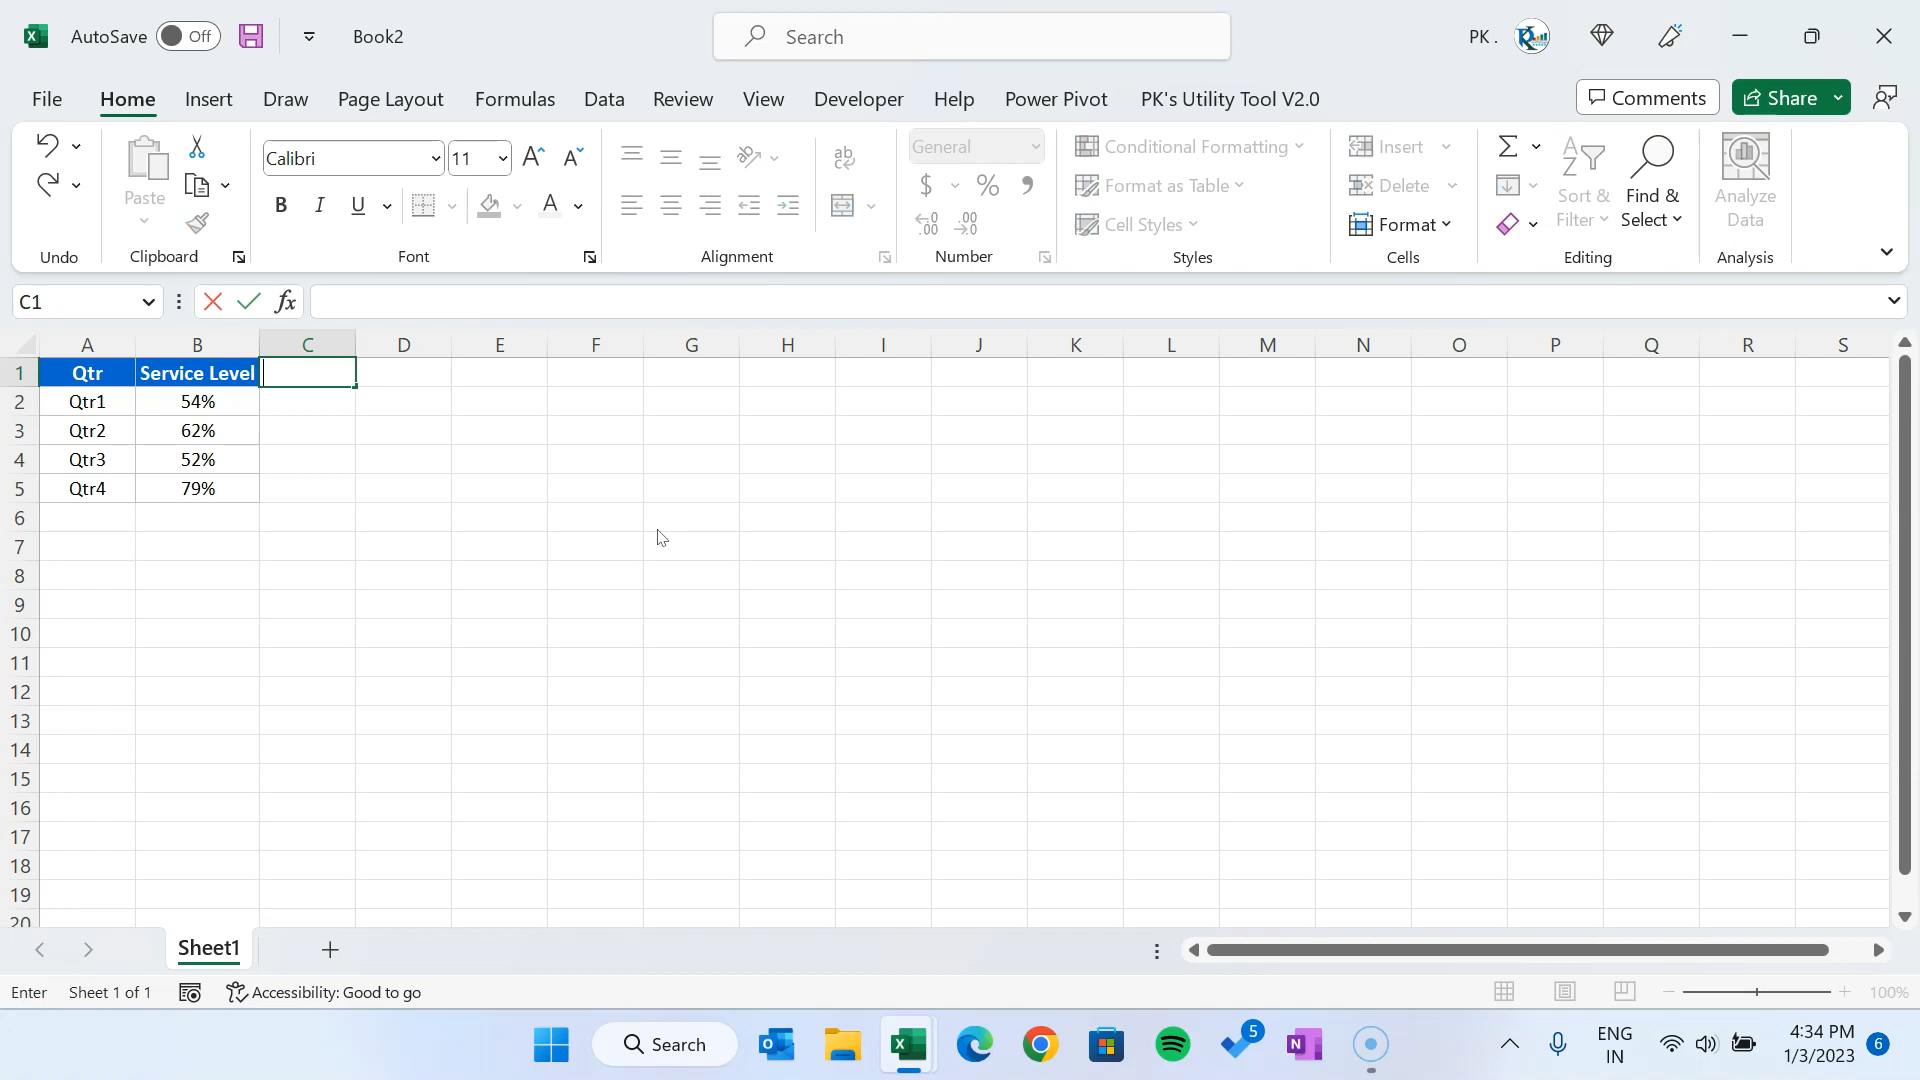 AutoSave Off Book2 Search PK .
File Home Insert Draw Page Layout Formulas Data Review View Developer Help Power Pivot PK's Utility Tool V2.0 Comments Share
Calibri 11 ab General Conditional Formatting Insert
Paste $ % Format as Table Delete Sort & Find & Analyze
B I U A Cell Styles Format Filter Select Data
Undo Clipboard Font Alignment Number Styles Cells Editing Analysis
C1 fx
A B C D E F G H I J K L M N O P Q R S
1 Qtr Service Level
2 Qtr1 54%
3 Qtr2 62%
4 Qtr3 52%
5 Qtr4 79%
6
7
8
9
10
11
12
13
14
15
16
17
18
19
20
Sheet1
Enter Sheet 1 of 1 Accessibility: Good to go 100%
Search 5 ENG 4:34 PM
IN 1/3/2023 6